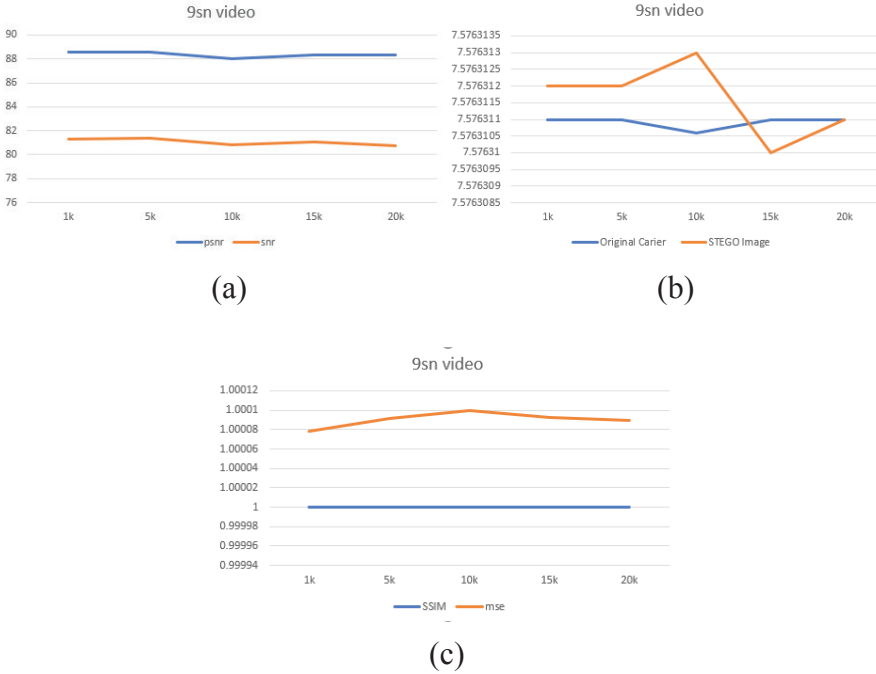 9sn video
90
88
86
84
82
80
78
76
1k 5k 10k 15k 20k
psnr snr
(a)
9sn video
7.5763135
7.576313
7.5763125
7.576312
7.5763115
7.576311
7.5763105
7.57631
7.5763095
7.576309
7.5763085
1k 5k 10k 15k 20k
Original Carier STEGO Image
(b)
9sn video
1.00012
1.0001
1.00008
1.00006
1.00004
1.00002
1
0.99998
0.99996
0.99994
1k 5k 10k 15k 20k
SSIM mse
(c)